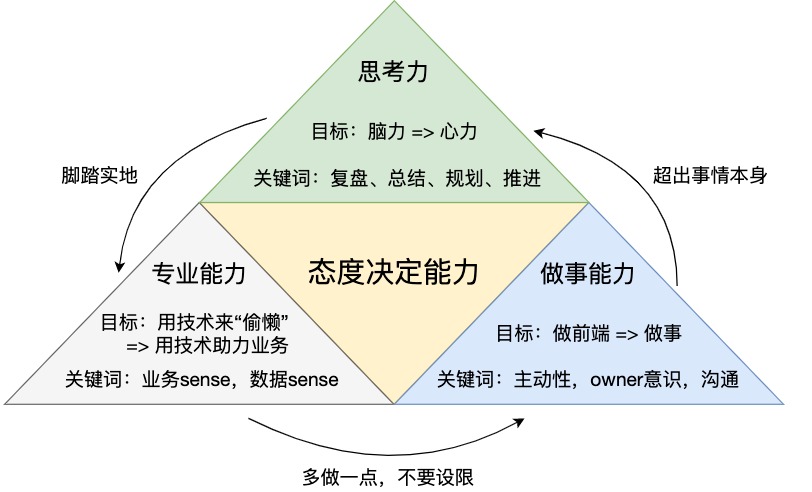 思考力
目标：脑力 => 心力
关键词：复盘、总结、规划、推进
脚踏实地
超出事情本身
专业能力
目标：用技术来“偷懒”
=> 用技术助力业务
关键词：业务sense，数据sense
态度决定能力
做事能力
目标：做前端 => 做事
关键词：主动性，owner意识，沟通
多做一点，不要设限